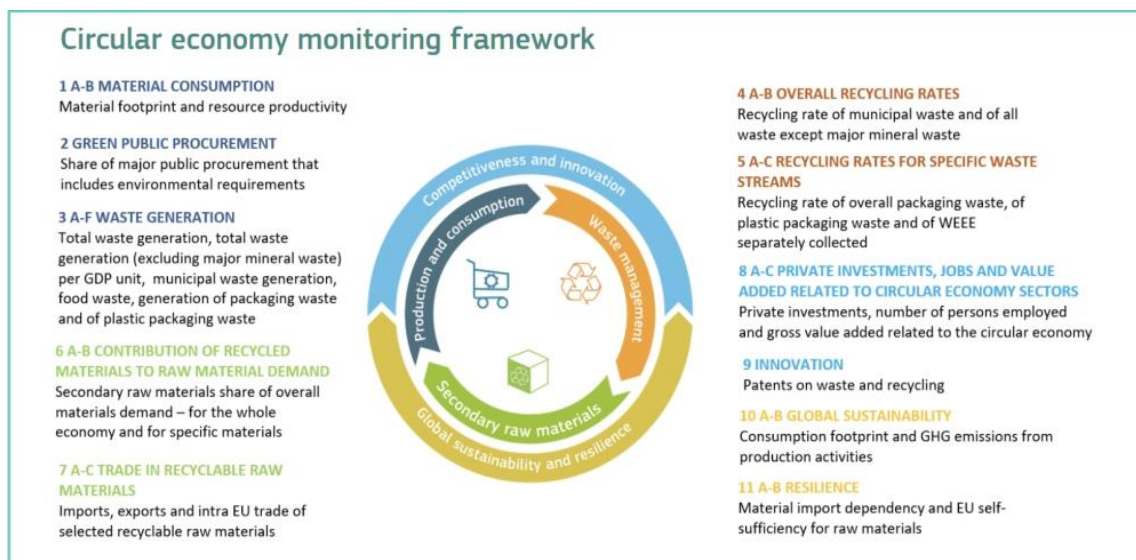 Circular economy monitoring framework
1 A-B MATERIAL CONSUMPTION
Material footprint and resource productivity
2 GREEN PUBLIC PROCUREMENT
Share of major public procurement that
includes environmental requirements
3 A-F WASTE GENERATION
Total waste generation, total waste
generation (excluding major mineral waste)
per GDP unit, municipal waste generation,
food waste, generation of packaging waste
and of plastic packaging waste
6 A-B CONTRIBUTION OF RECYCLED
MATERIALS TO RAW MATERIAL DEMAND
Secondary raw materials share of overall
materials demand – for the whole
economy and for specific materials
7 A-C TRADE IN RECYCLABLE RAW
MATERIALS
Imports, exports and intra EU trade of
selected recyclable raw materials
Competitiveness and innovation
Production and consumption
Waste management
Secondary raw materials
Global sustainability and resilience
4 A-B OVERALL RECYCLING RATES
Recycling rate of municipal waste and of all
waste except major mineral waste
5 A-C RECYCLING RATES FOR SPECIFIC WASTE
STREAMS
Recycling rate of overall packaging waste, of
plastic packaging waste and of WEEE
separately collected
8 A-C PRIVATE INVESTMENTS, JOBS AND VALUE
ADDED RELATED TO CIRCULAR ECONOMY SECTORS
Private investments, number of persons employed
and gross value added related to the circular economy
9 INNOVATION
Patents on waste and recycling
10 A-B GLOBAL SUSTAINABILITY
Consumption footprint and GHG emissions from
production activities
11 A-B RESILIENCE
Material import dependency and EU self-
sufficiency for raw materials